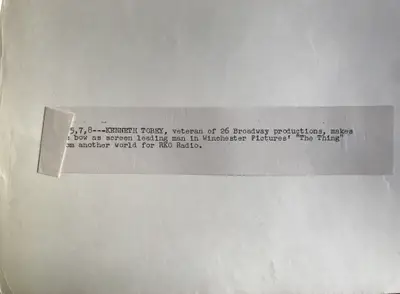 5,7,8---KENNETH TOBEY, veteran of 26 Broadway productions, makes
bow as screen leading man in Winchester Pictures' "The Thing"
om another world for RKO Radio.